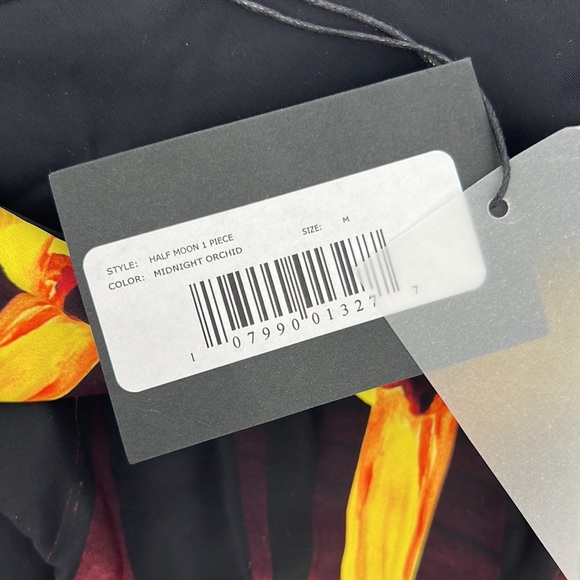 STYLE: HALF MOON 1 PIECE SIZE: M
COLOR: MIDNIGHT ORCHID
1 07990 01327 7